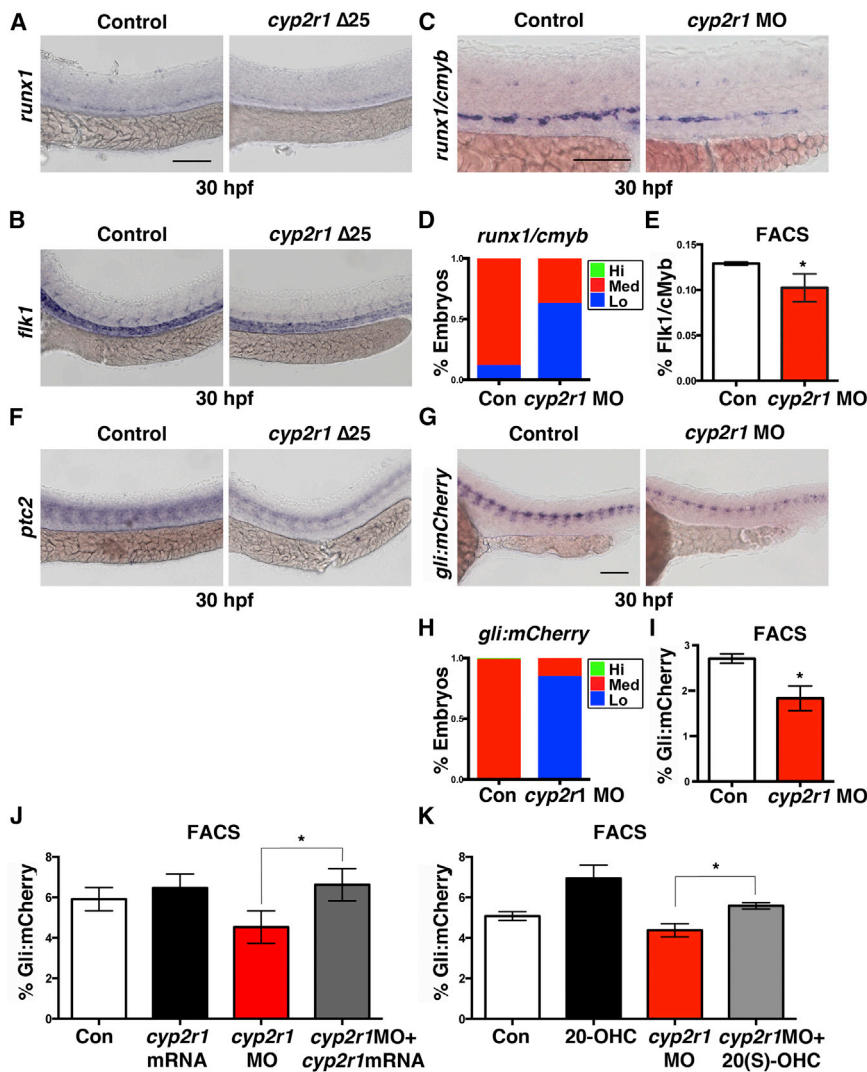 A
Control
cyp2r1 Δ25
runx1
30 hpf
B
Control
cyp2r1 Δ25
flk1
30 hpf
C
Control
cyp2r1 MO
runx1/cmyb
30 hpf
D
runx1/cmyb
% Embryos
1.0
0.5
0.0
Hi
Med
Lo
Con cyp2r1 MO
E
FACS
% Flk1/cMyb
0.15
0.10
0.05
0.00
*
Con cyp2r1 MO
F
Control
cyp2r1 Δ25
ptc2
30 hpf
G
Control
cyp2r1 MO
gli:mCherry
30 hpf
H
gli:mCherry
% Embryos
1.0
0.5
0.0
Hi
Med
Lo
Con cyp2r1 MO
I
FACS
% Gli:mCherry
3
2
1
0
*
Con cyp2r1 MO
J
FACS
% Gli:mCherry
8
6
4
2
0
*
Con
cyp2r1
mRNA
cyp2r1
MO
cyp2r1MO+
cyp2r1mRNA
K
FACS
% Gli:mCherry
8
6
4
2
0
*
Con
20-OHC
cyp2r1
MO
cyp2r1MO+
20(S)-OHC